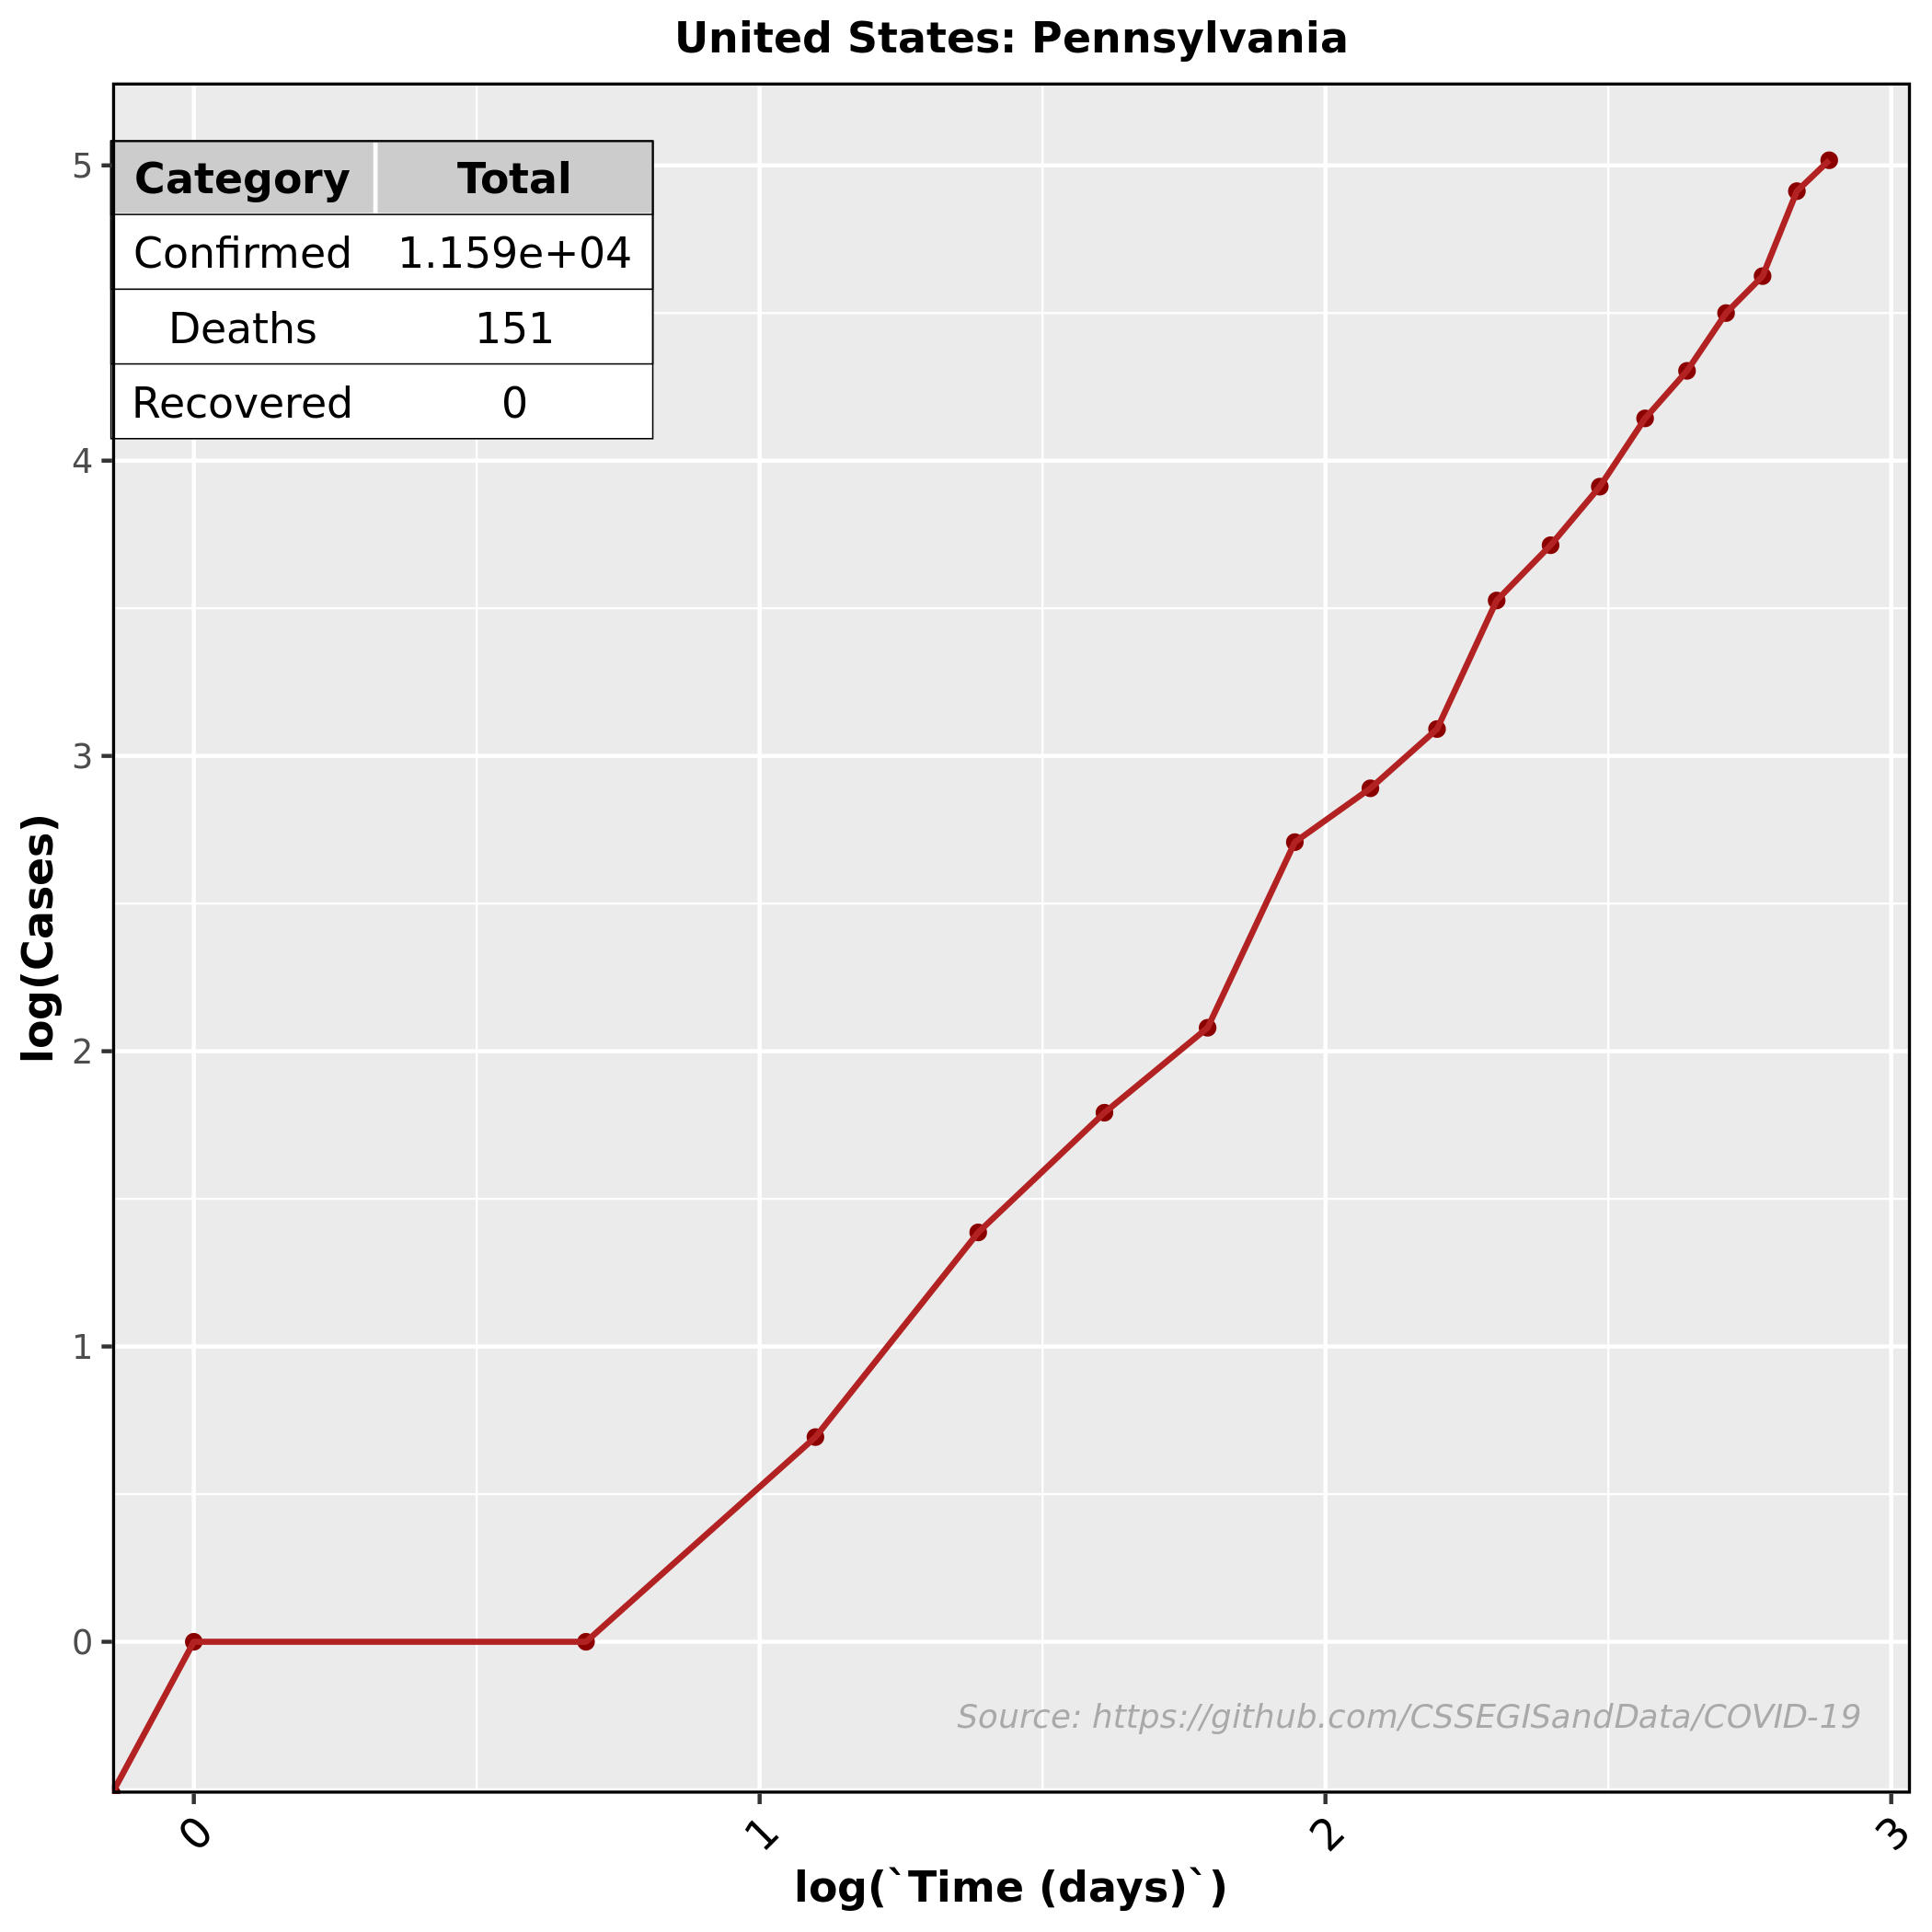 United States: Pennsylvania
Category Total
Confirmed 1.159e+04
Deaths 151
Recovered 0
5
4
3
2
1
0
log(Cases)
Source: https://github.com/CSSEGISandData/COVID-19
0 1 2 3
log(`Time (days)`)